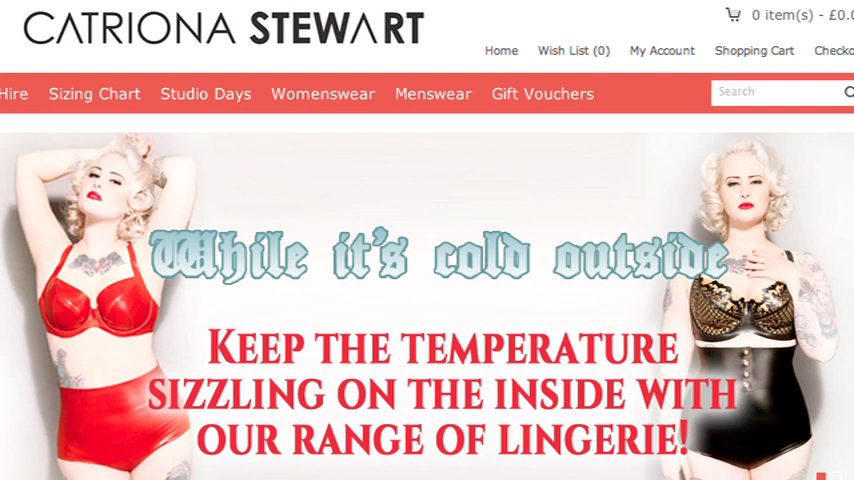 CATRIONA STEWART
0 item(s) - £0.0
Home Wish List (0) My Account Shopping Cart Checko
Hire Sizing Chart Studio Days Womenswear Menswear Gift Vouchers Search
While it's cold outside
KEEP THE TEMPERATURE
SIZZLING ON THE INSIDE WITH
OUR RANGE OF LINGERIE!